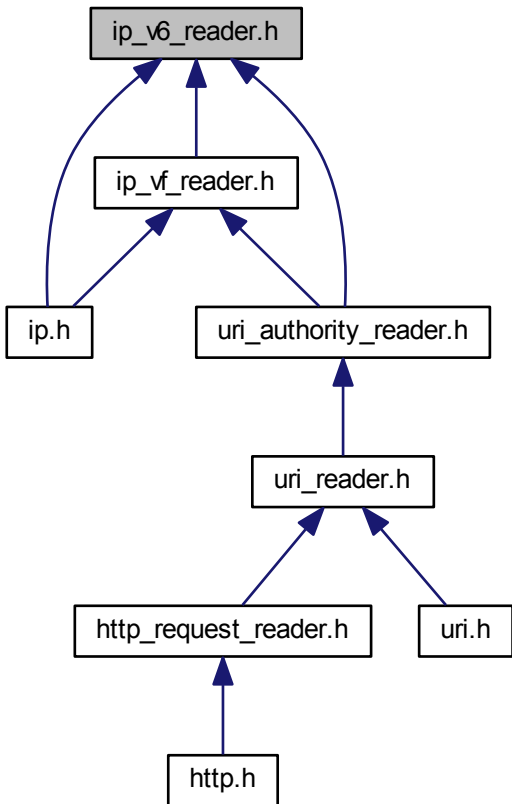 ip_v6_reader.h
ip_vf_reader.h
ip.h
uri_authority_reader.h
uri_reader.h
http_request_reader.h
uri.h
http.h